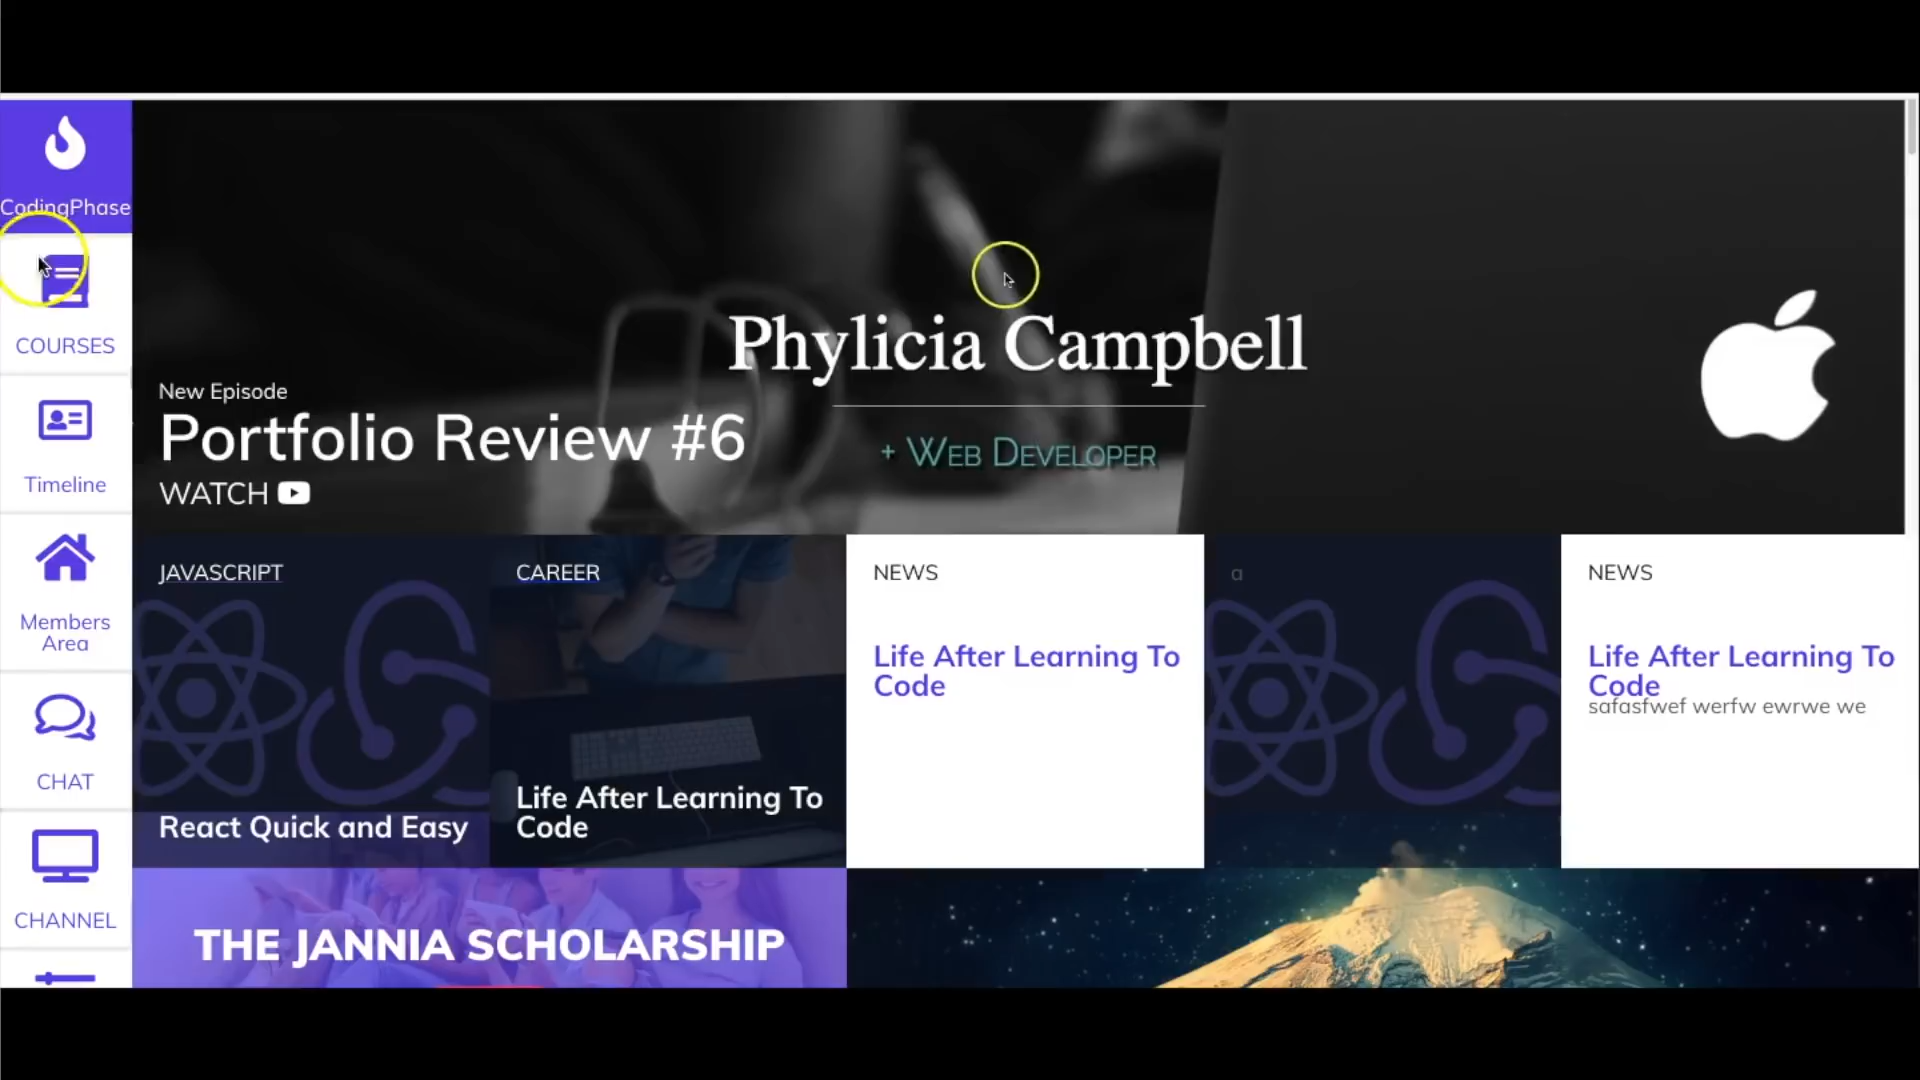 CodingPhase
COURSES
Timeline
Members
Area
CHAT
CHANNEL
Phylicia Campbell
+ WEB DEVELOPER
New Episode
Portfolio Review #6
WATCH
JAVASCRIPT
React Quick and Easy
CAREER
Life After Learning To
Code
NEWS
Life After Learning To
Code
a
NEWS
Life After Learning To
Code
safasfwef werfw ewrwe we
THE JANNIA SCHOLARSHIP